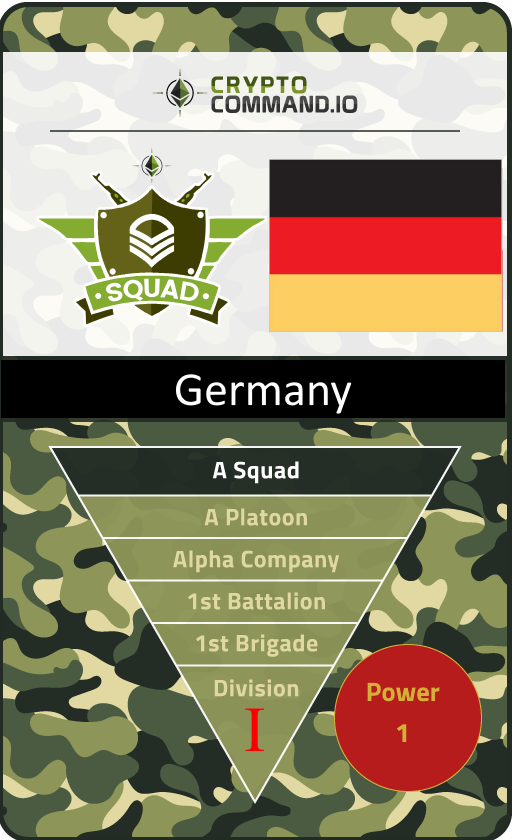 CRYPTO
COMMAND.IO
SQUAD
Germany
A Squad
A Platoon
Alpha Company
1st Battalion
1st Brigade
Division
I
Power
1